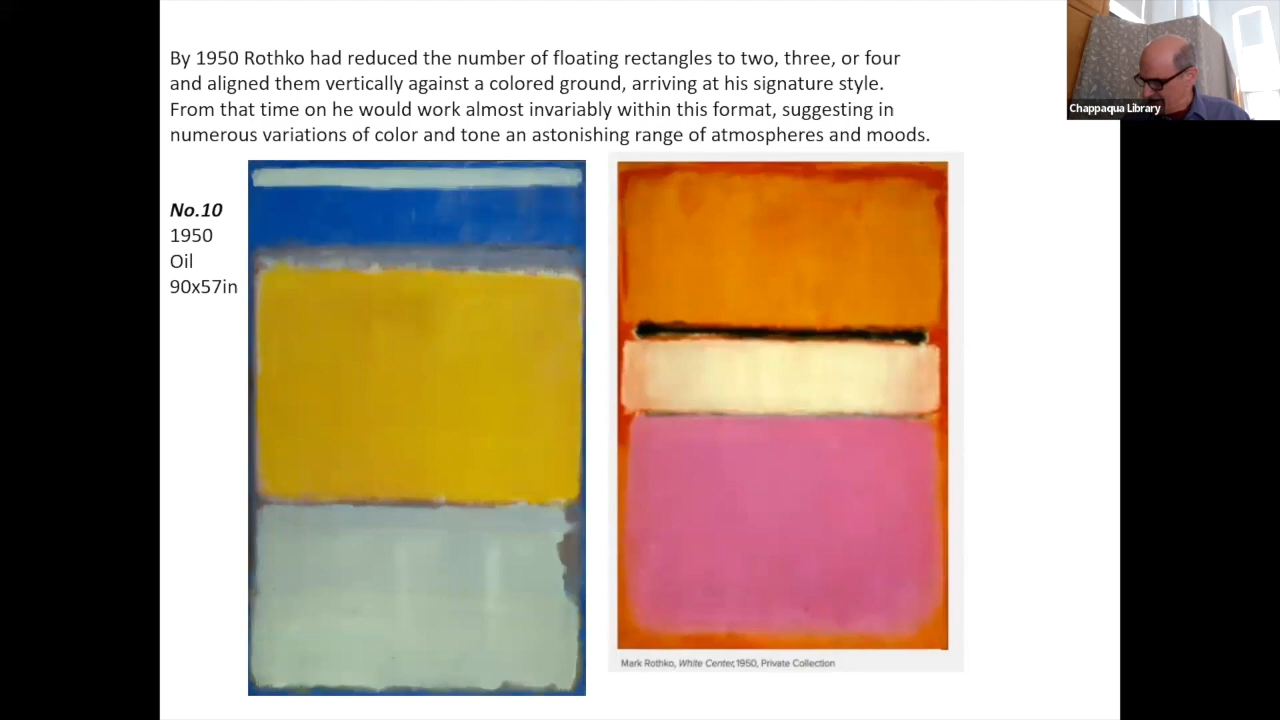 By 1950 Rothko had reduced the number of floating rectangles to two, three, or four
and aligned them vertically against a colored ground, arriving at his signature style.
From that time on he would work almost invariably within this format, suggesting in
numerous variations of color and tone an astonishing range of atmospheres and moods.
Chappaqua Library
No.10
1950
Oil
90x57in
Mark Rothko, White Center, 1950, Private Collection